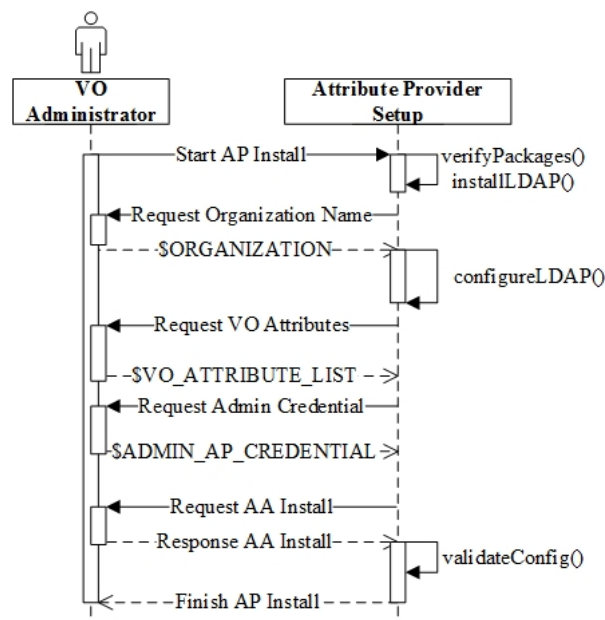 VO
Administrator
Attribute Provider
Setup
Start AP Install
verifyPackages()
installLDAP()
Request Organization Name
$ORGANIZATION
configureLDAP()
Request VO Attributes
$VO_ATTRIBUTE_LIST
Request Admin Credential
$ADMIN_AP_CREDENTIAL
Request AA Install
Response AA Install
validateConfig()
Finish AP Install